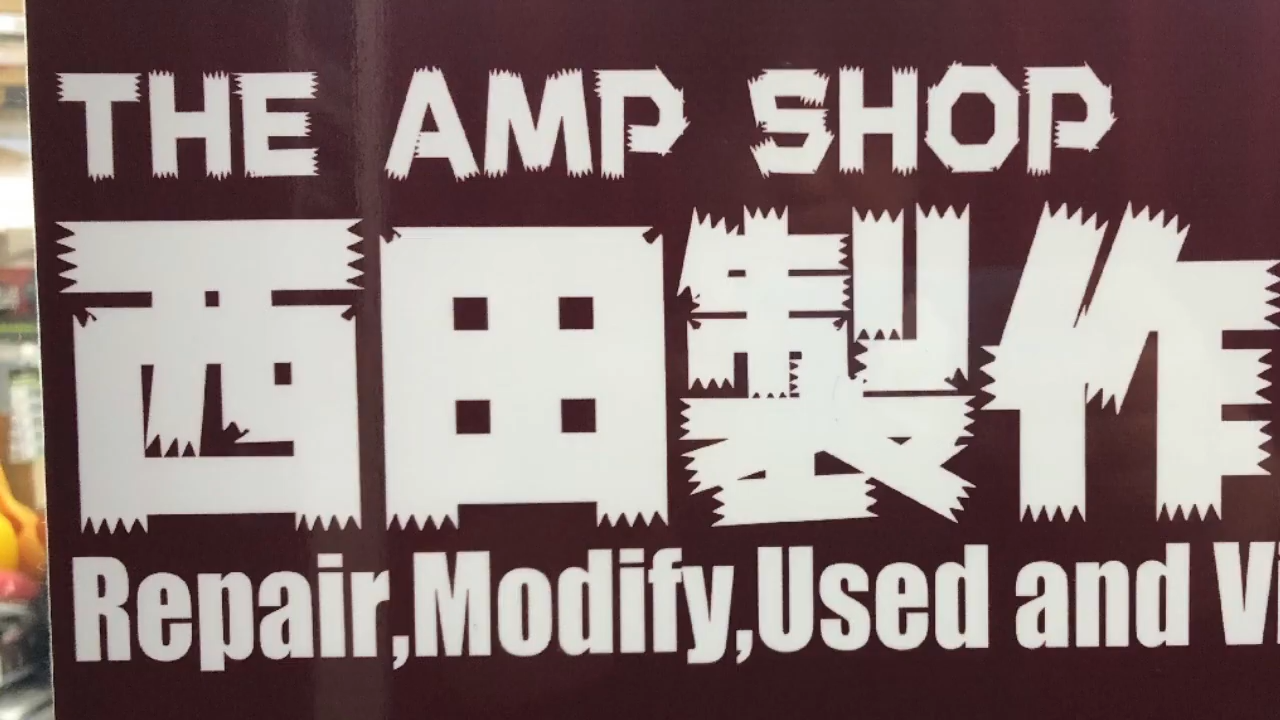 THE AMP SHOP
西田製作
Repair,Modify,Used and